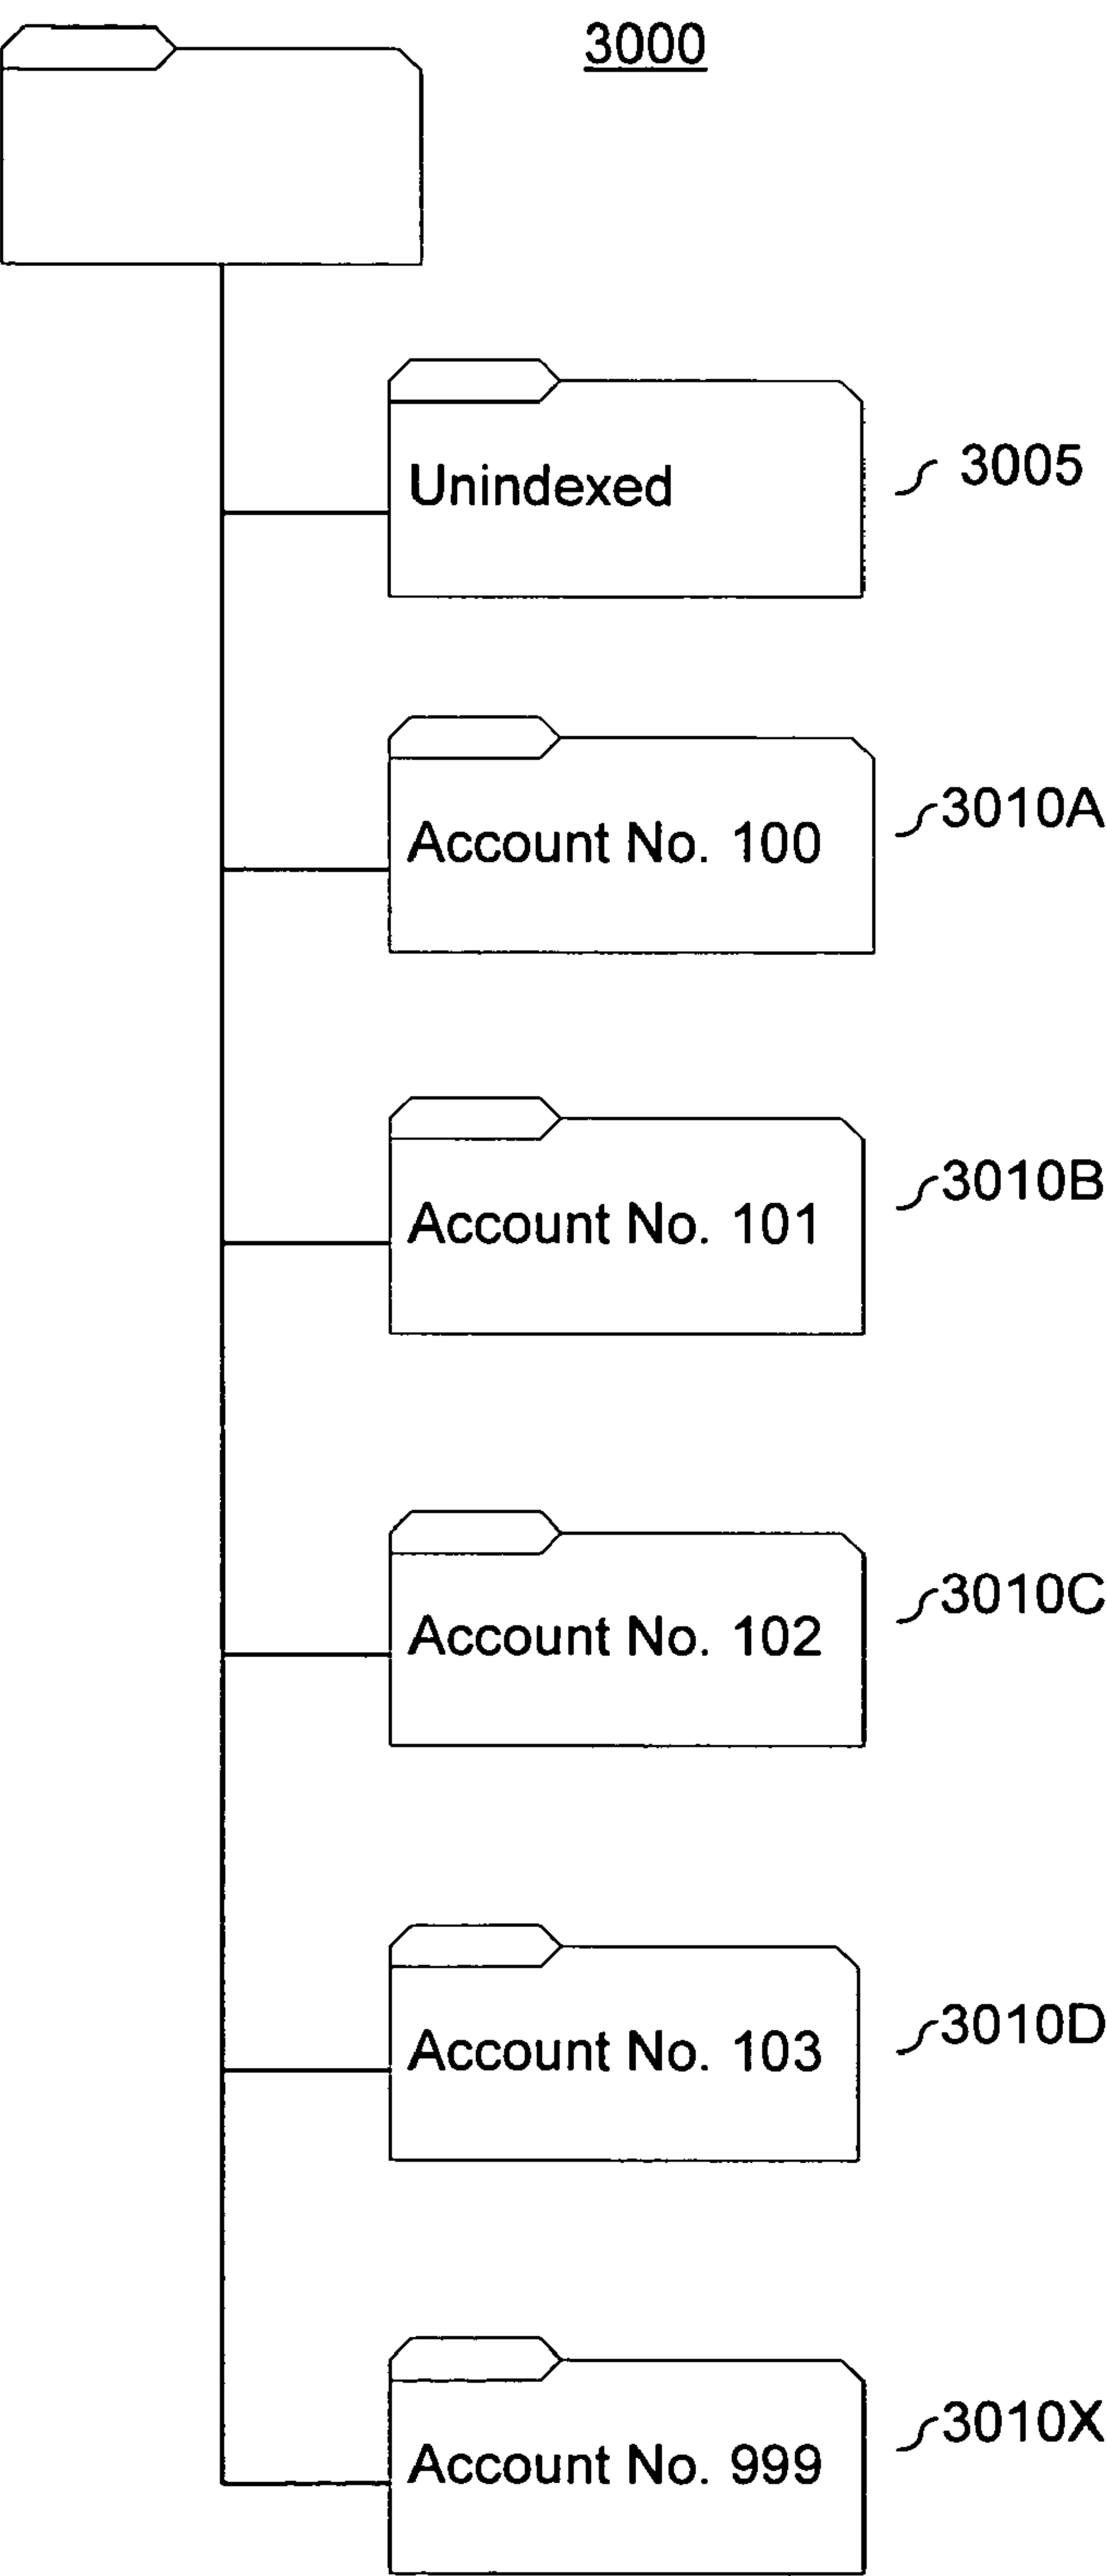 3000
Unindexed
3005
Account No. 100
3010A
Account No. 101
3010B
Account No. 102
3010C
Account No. 103
3010D
Account No. 999
3010X